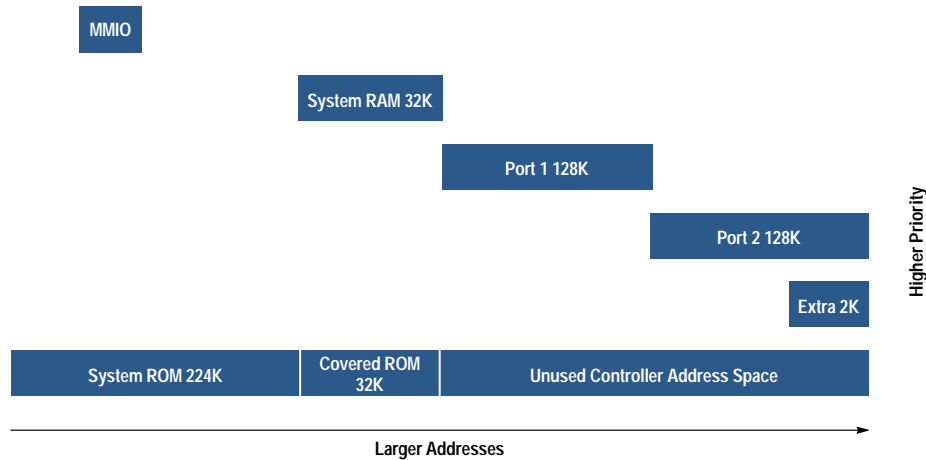 MMIO
System RAM 32K
Port 1 128K
Port 2 128K
Higher Priority
Extra 2K
System ROM 224K
Covered ROM
32K
Unused Controller Address Space
Larger Addresses